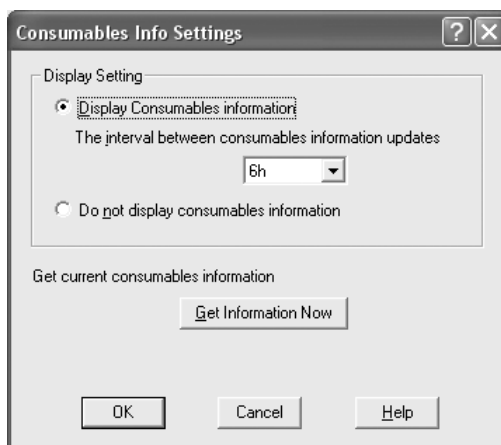 Consumables Info Settings
Display Setting
Display Consumables information
The interval between consumables information updates
6h
Do not display consumables information
Get current consumables information
Get Information Now
OK Cancel Help